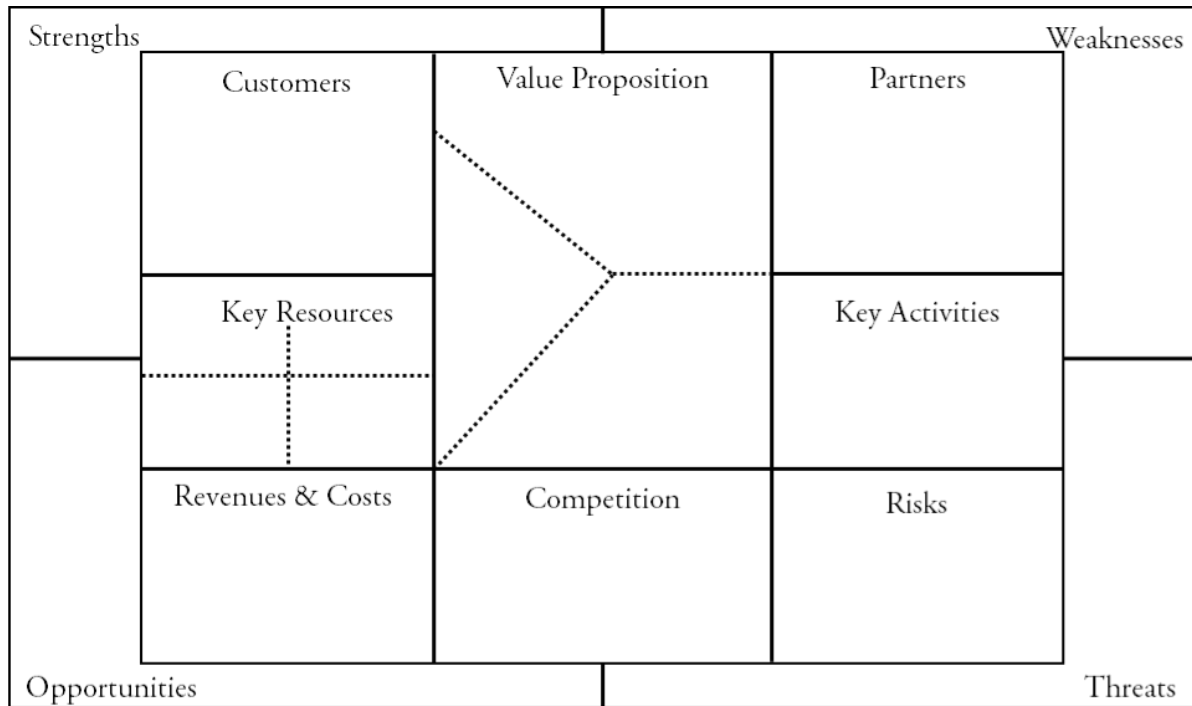 Strengths
Weaknesses
Customers
Value Proposition
Partners
Key Resources
Key Activities
Revenues & Costs
Competition
Risks
Opportunities
Threats